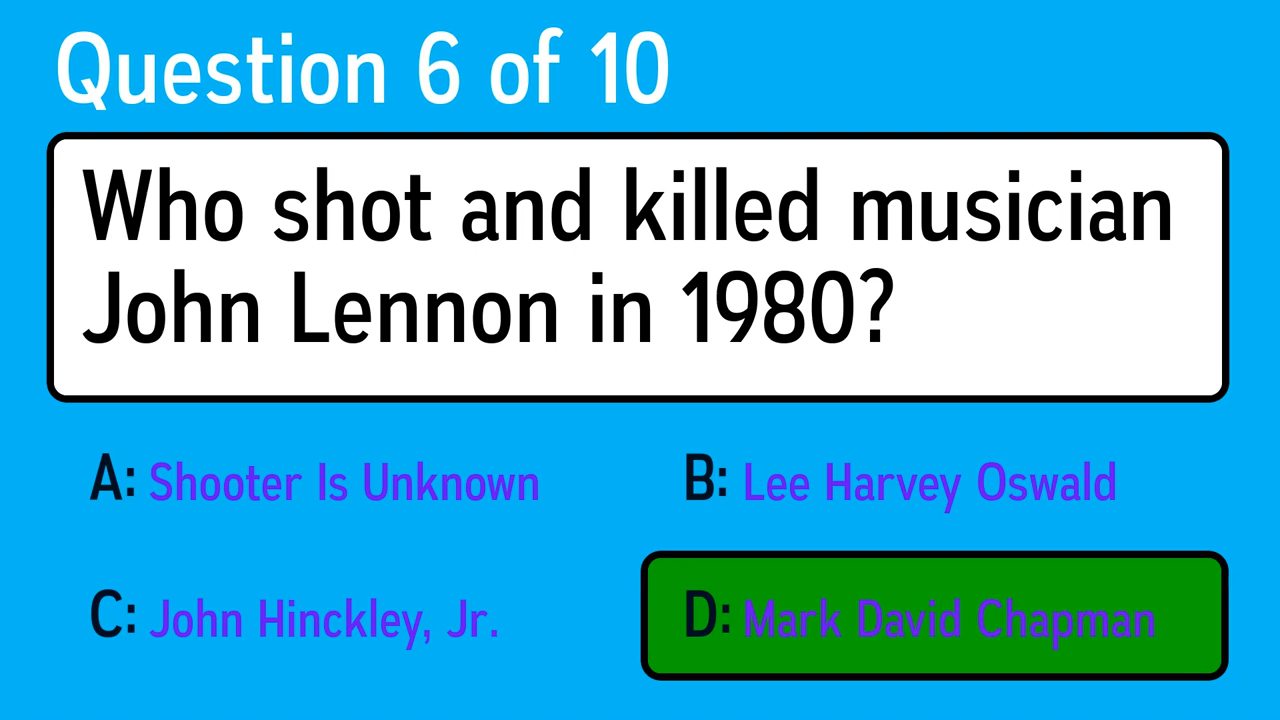 Question 6 of 10
Who shot and killed musician
John Lennon in 1980?
A: Shooter Is Unknown
B: Lee Harvey Oswald
C: John Hinckley, Jr.
D: Mark David Chapman